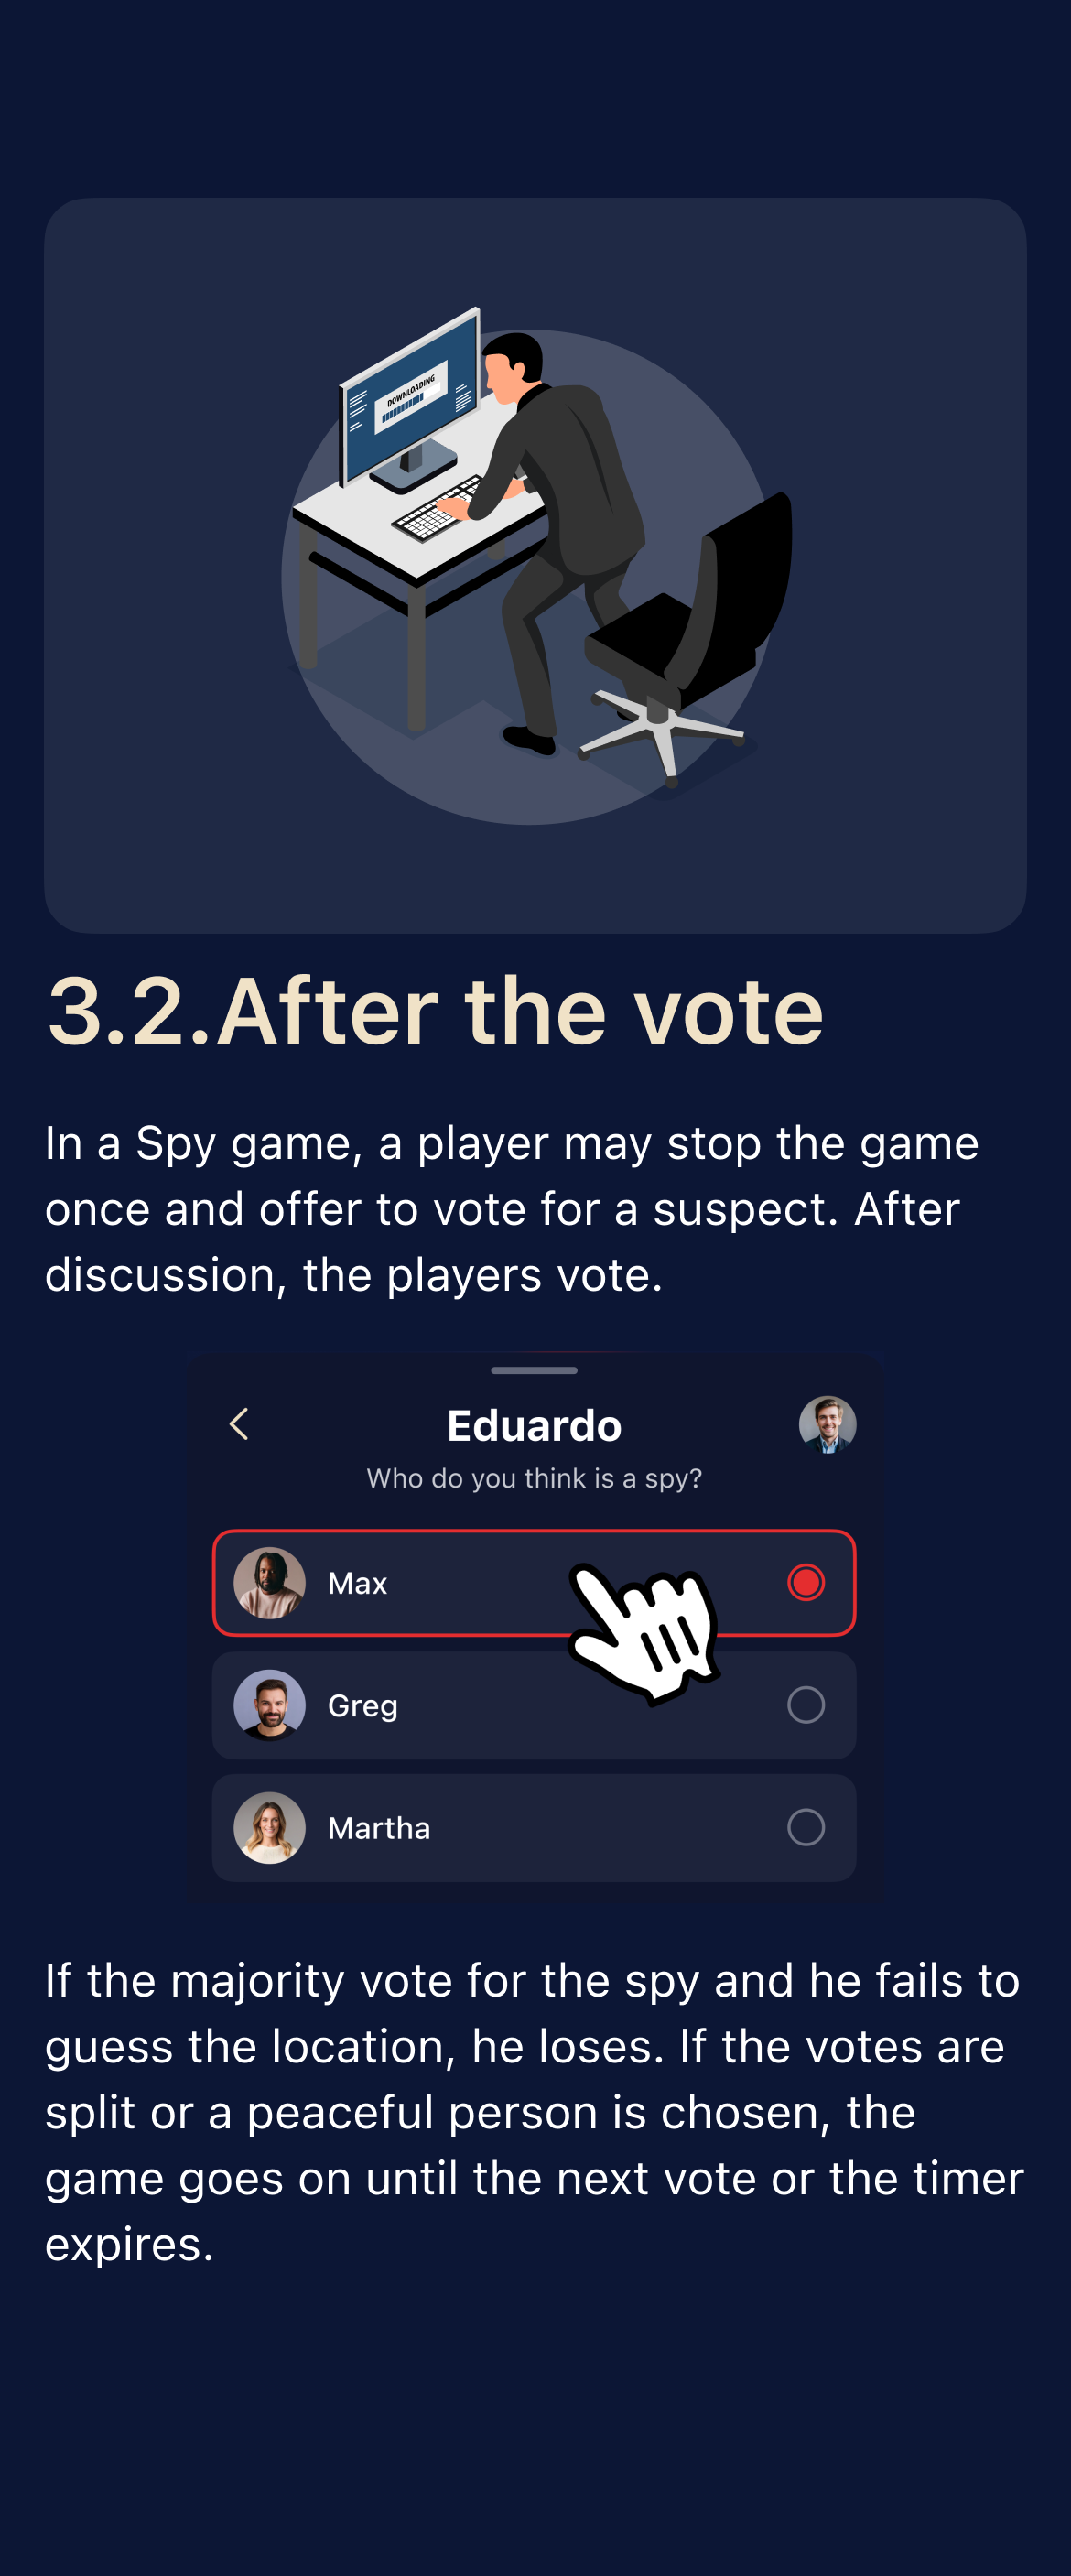 DOWNLOADING
3.2.After the vote
In a Spy game, a player may stop the game
once and offer to vote for a suspect. After
discussion, the players vote.
Eduardo
Who do you think is a spy?
Max
Greg
Martha
If the majority vote for the spy and he fails to
guess the location, he loses. If the votes are
split or a peaceful person is chosen, the
game goes on until the next vote or the timer
expires.